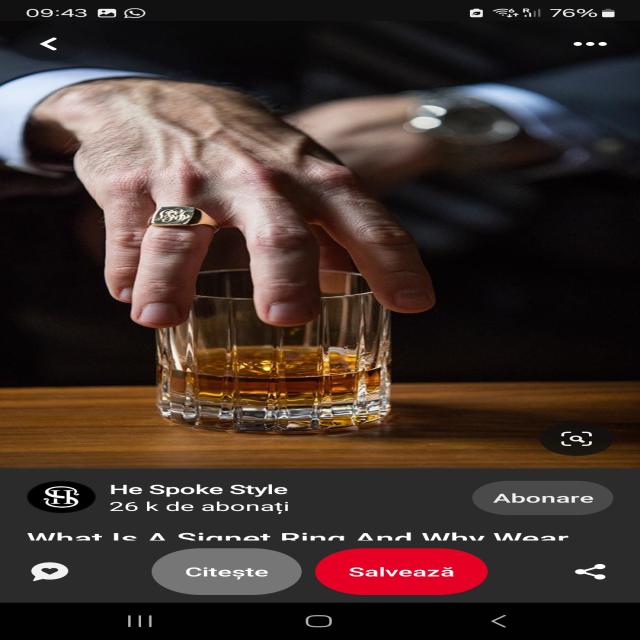 09:43
76%
He Spoke Style
26 k de abonați
Abonare
What Is A Signet Ring And Why Wear
Citește
Salvează